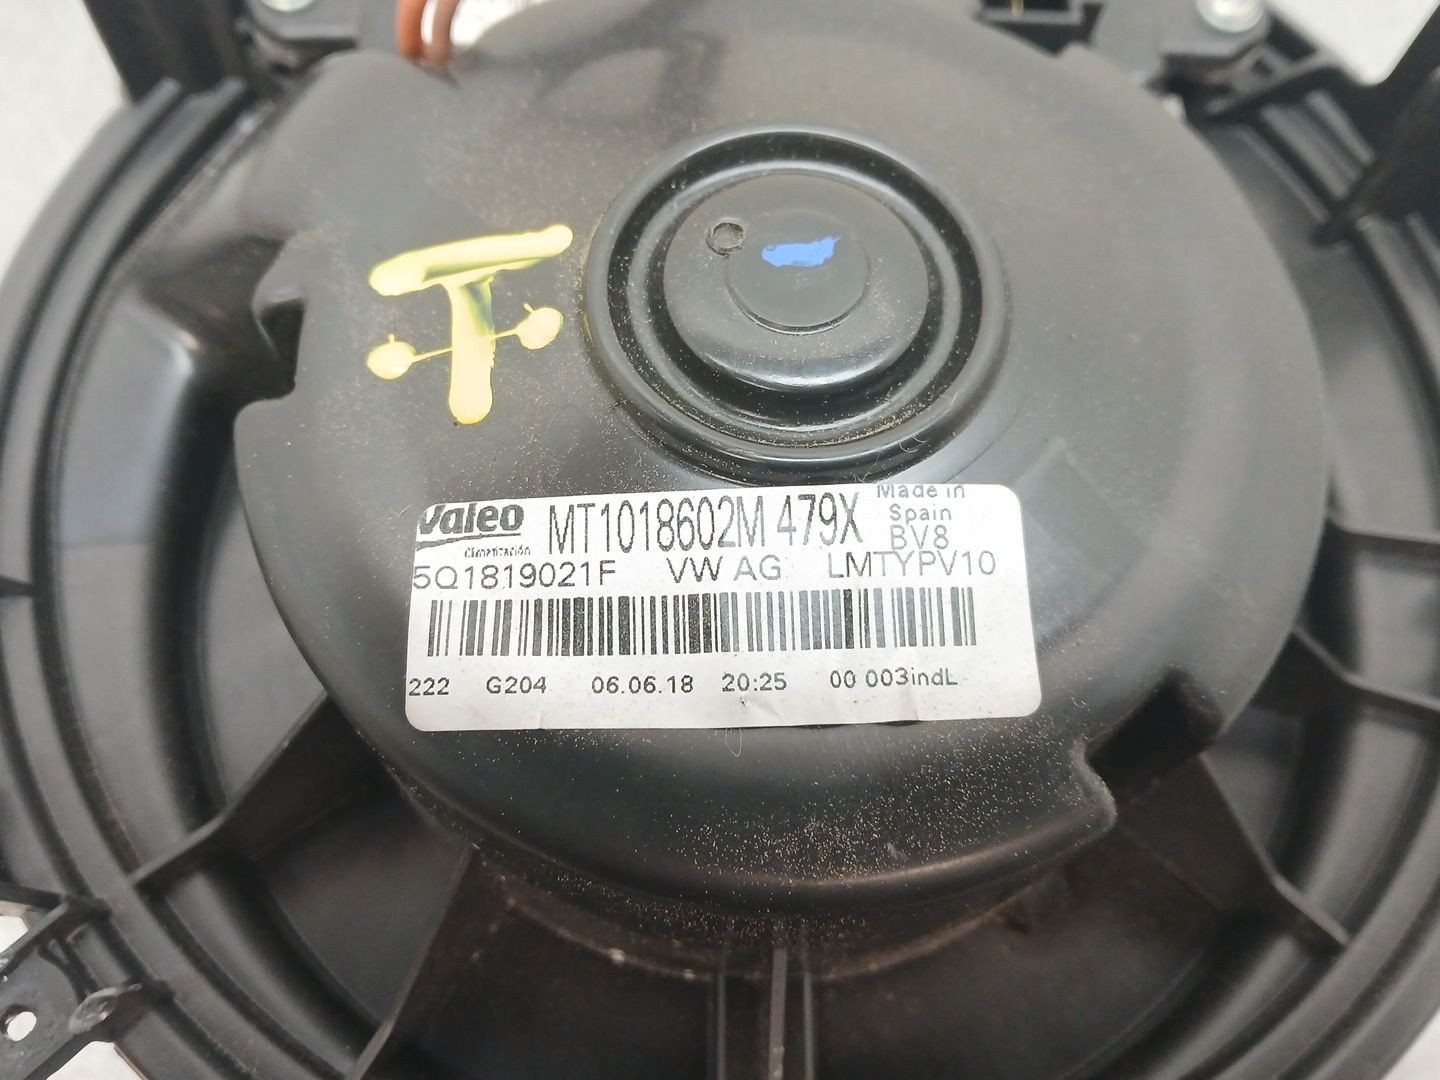 T
Valeo
Climatización
MT1018602M 479X
Made in
Spain
BV8
5Q1819021F VW AG LMTYPV10
222 G204 06.06.18 20:25 00 003indL